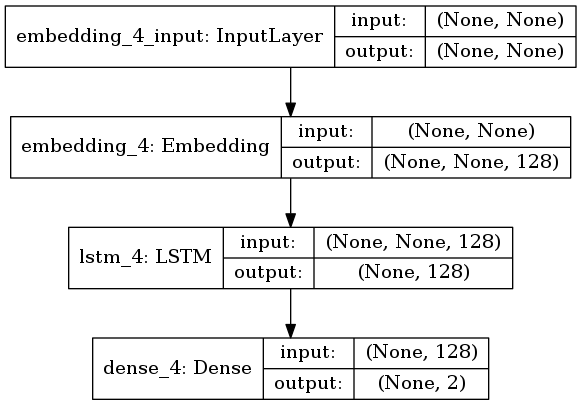 embedding_4_input: InputLayer
input: (None, None)
output: (None, None)
embedding_4: Embedding
input: (None, None)
output: (None, None, 128)
lstm_4: LSTM
input: (None, None, 128)
output: (None, 128)
dense_4: Dense
input: (None, 128)
output: (None, 2)